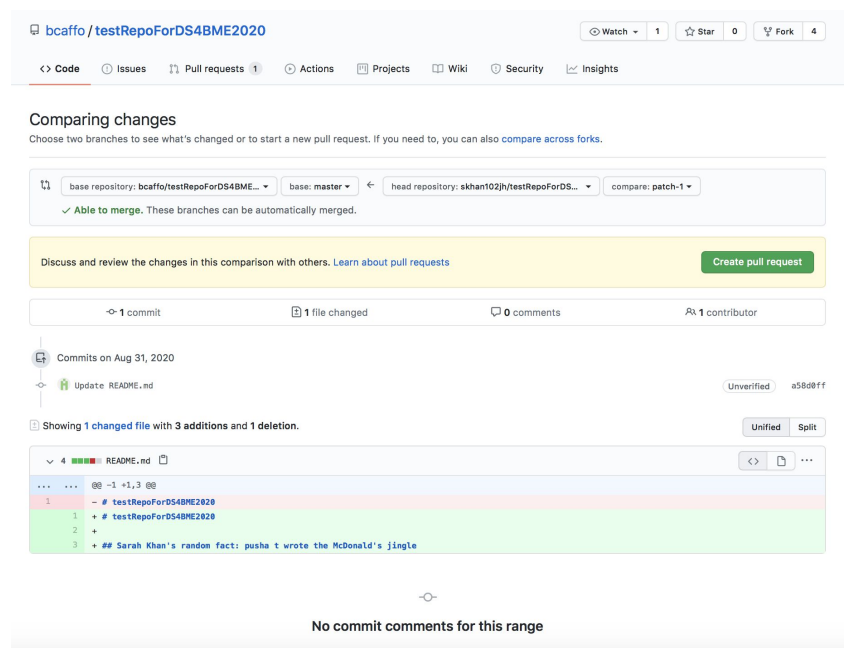 bcaffo / testRepoForDS4BME2020
Watch 1 Star 0 Fork 4
Code Issues Pull requests 1 Actions Projects Wiki Security Insights
Comparing changes
Choose two branches to see what's changed or to start a new pull request. If you need to, you can also compare across forks.
base repository: bcaffo/testRepoForDS4BME... base: master ← head repository: skhan102jh/testRepoForDS... compare: patch-1
✓ Able to merge. These branches can be automatically merged.
Discuss and review the changes in this comparison with others. Learn about pull requests Create pull request
1 commit 1 file changed 0 comments 1 contributor
Commits on Aug 31, 2020
Update README.md Unverified a58d0ff
Showing 1 changed file with 3 additions and 1 deletion. Unified Split
4 README.md <> ...
... ... @@ -1 +1,3 @@
1 - # testRepoForDS4BME2020
1 + # testRepoForDS4BME2020
2 +
3 + ## Sarah Khan's random fact: pusha t wrote the McDonald's jingle
No commit comments for this range